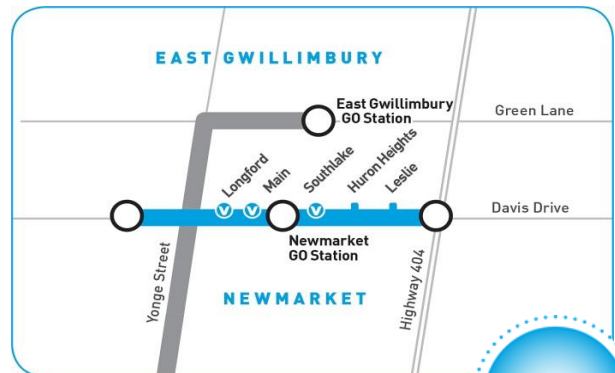 EAST GWILLIMBURY
East Gwillimbury
GO Station
Green Lane
Longford
Main
Southlake
Huron Heights
Leslie
V
V
V
Davis Drive
Newmarket
GO Station
Yonge Street
Highway 404
NEWMARKET